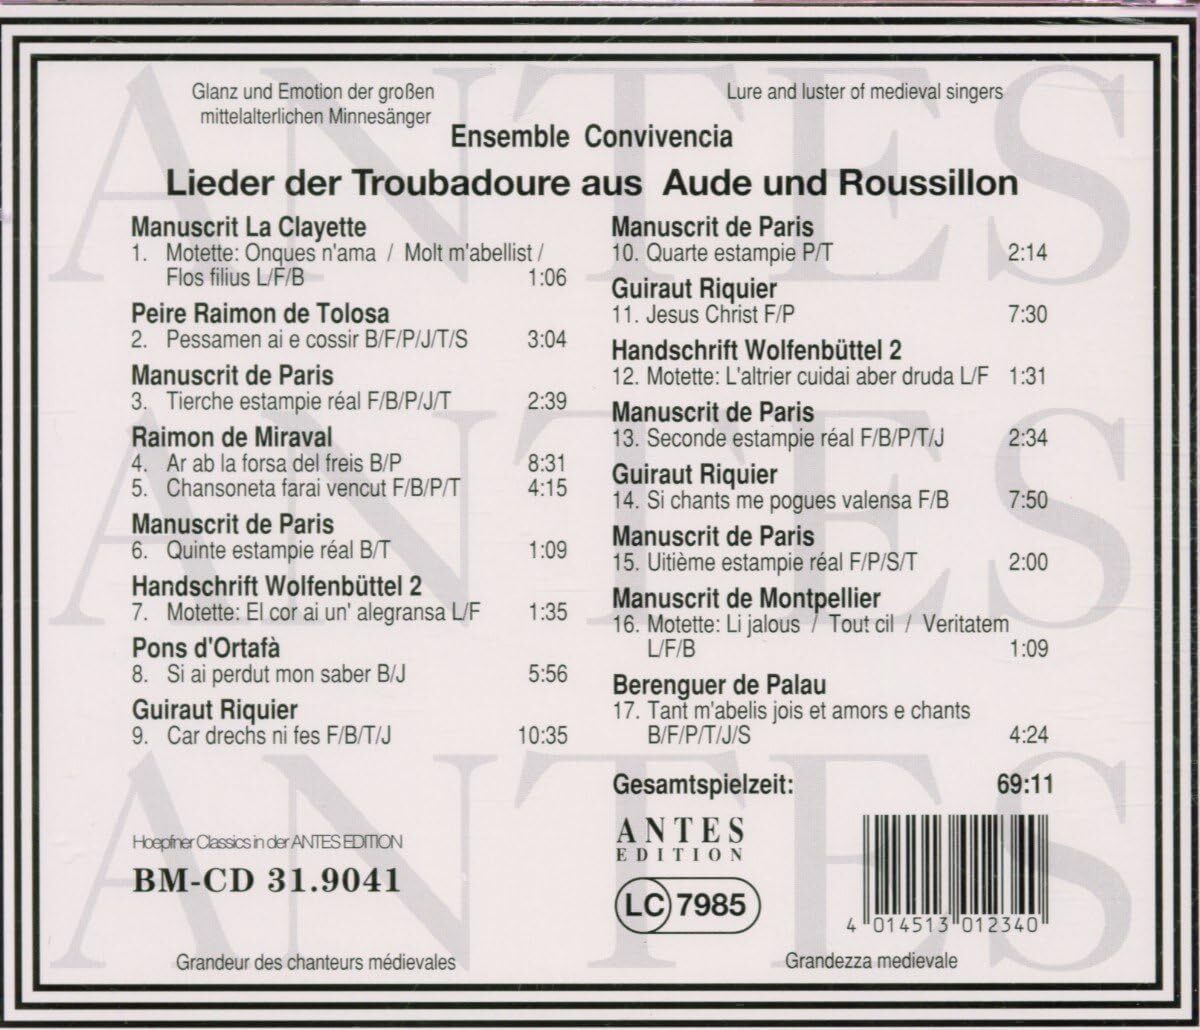 Glanz und Emotion der großen
mittelalterlichen Minnesänger
Lure and luster of medieval singers
Ensemble Convivencia
Lieder der Troubadoure aus Aude und Roussillon
Manuscrit La Clayette
1. Motette: Onques n'ama / Molt m'abellist /
Flos filius L/F/B 1:06
Peire Raimon de Tolosa
2. Pessamen ai e cossir B/F/P/J/T/S 3:04
Manuscrit de Paris
3. Tierche estampie réal F/B/P/J/T 2:39
Raimon de Miraval
4. Ar ab la forsa del freis B/P 8:31
5. Chansoneta farai vencut F/B/P/T 4:15
Manuscrit de Paris
6. Quinte estampie réal B/T 1:09
Handschrift Wolfenbüttel 2
7. Motette: El cor ai un' alegransa L/F 1:35
Pons d'Ortafà
8. Si ai perdut mon saber B/J 5:56
Guiraut Riquier
9. Car drechs ni fes F/B/T/J 10:35
Manuscrit de Paris
10. Quarte estampie P/T 2:14
Guiraut Riquier
11. Jesus Christ F/P 7:30
Handschrift Wolfenbüttel 2
12. Motette: L'altrier cuidai aber druda L/F 1:31
Manuscrit de Paris
13. Seconde estampie réal F/B/P/T/J 2:34
Guiraut Riquier
14. Si chants me pogues valensa F/B 7:50
Manuscrit de Paris
15. Uitième estampie réal F/P/S/T 2:00
Manuscrit de Montpellier
16. Motette: Li jalous / Tout cil / Veritatem
L/F/B 1:09
Berenguer de Palau
17. Tant m'abelis jois et amors e chants
B/F/P/T/J/S 4:24
Gesamtspielzeit: 69:11
Hoepfner Classics in der ANTES EDITION
BM-CD 31.9041
ANTES
EDITION
LC 7985
4 014513 012340
Grandeur des chanteurs médiévales
Grandezza medievale
ANTES
ANTES
ANTES